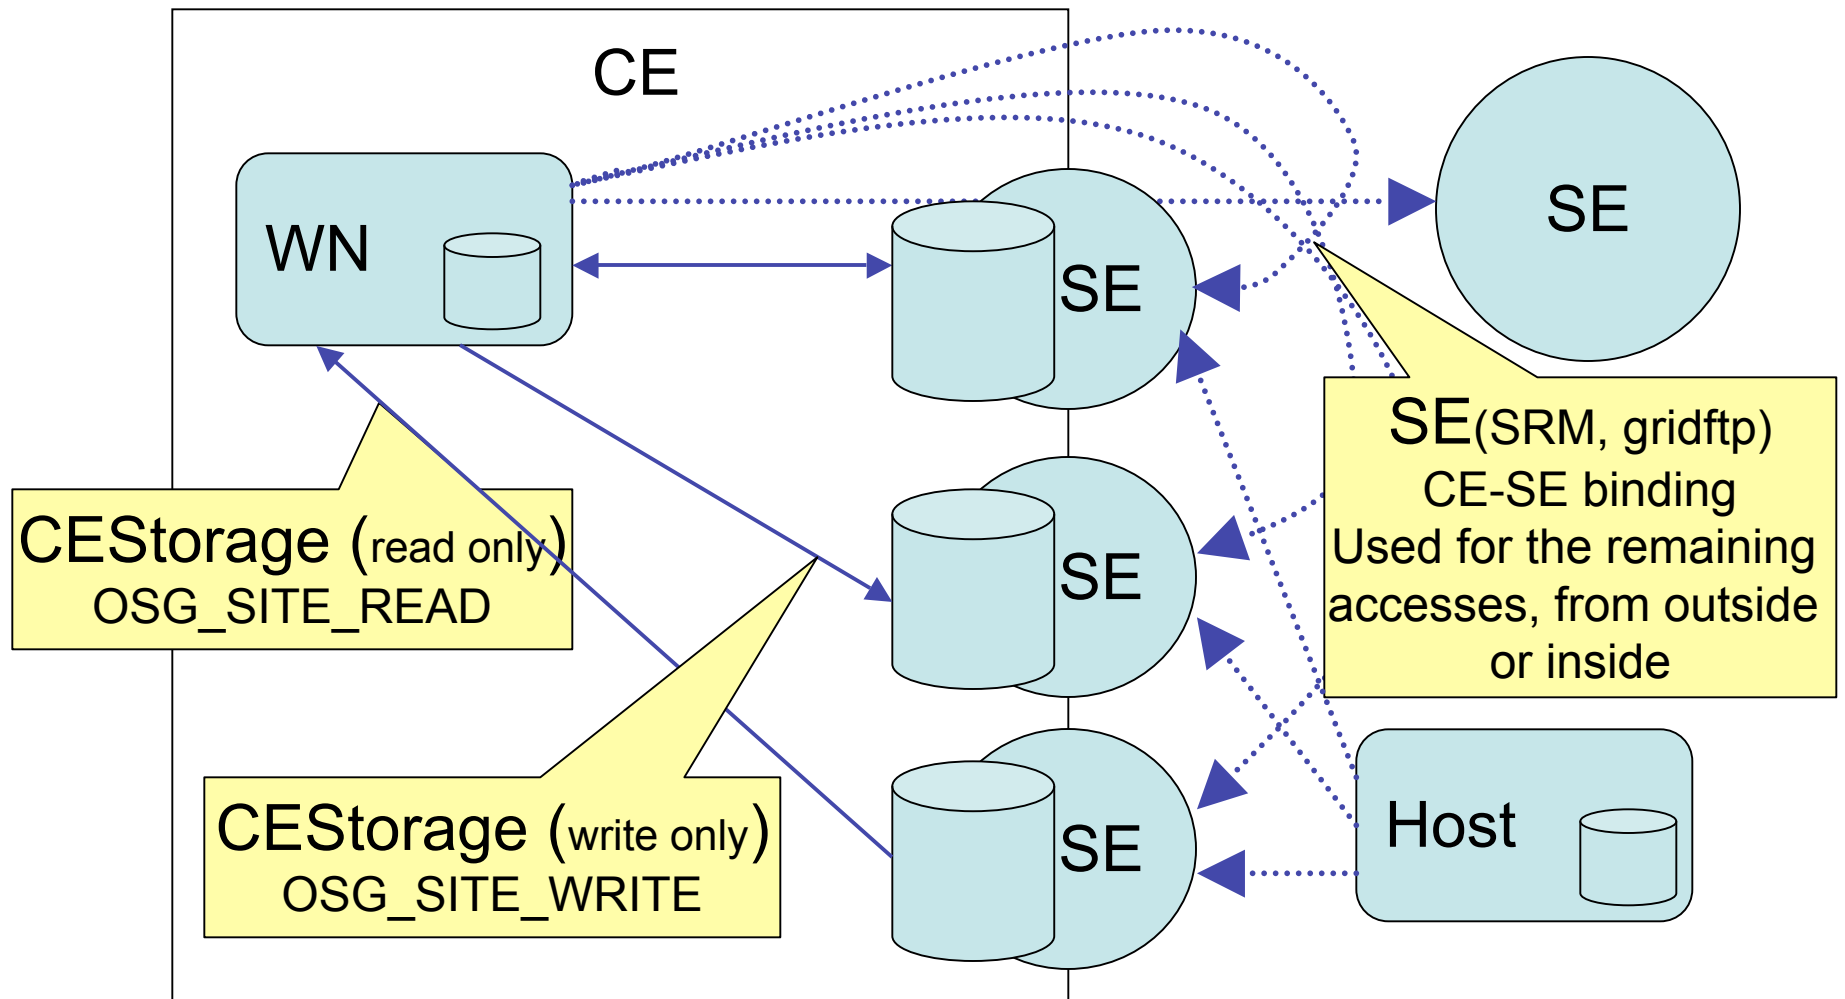 CE
WN
SE
SE
SE(SRM, gridftp)
CE-SE binding
Used for the remaining
accesses, from outside
or inside
CEStorage (read only)
OSG_SITE_READ
SE
CEStorage (write only)
OSG_SITE_WRITE
SE
Host